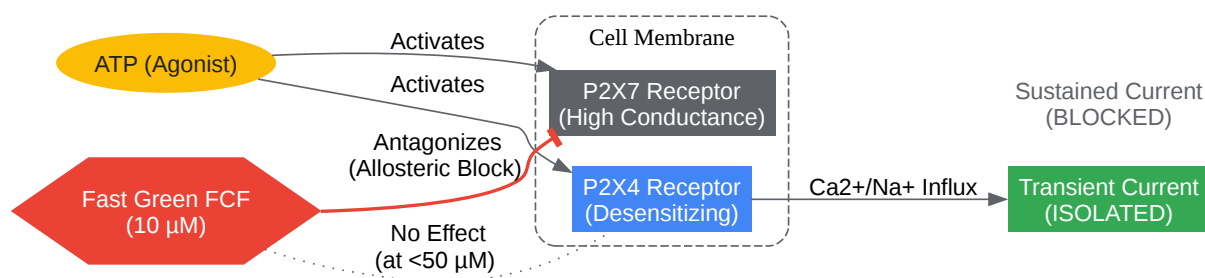 Cell Membrane
Activates
ATP (Agonist)
Activates
P2X7 Receptor
(High Conductance)
Sustained Current
(BLOCKED)
Antagonizes
(Allosteric Block)
Fast Green FCF
(10 µM)
P2X4 Receptor
(Desensitizing)
Ca2+/Na+ Influx
Transient Current
(ISOLATED)
No Effect
(at <50 µM)